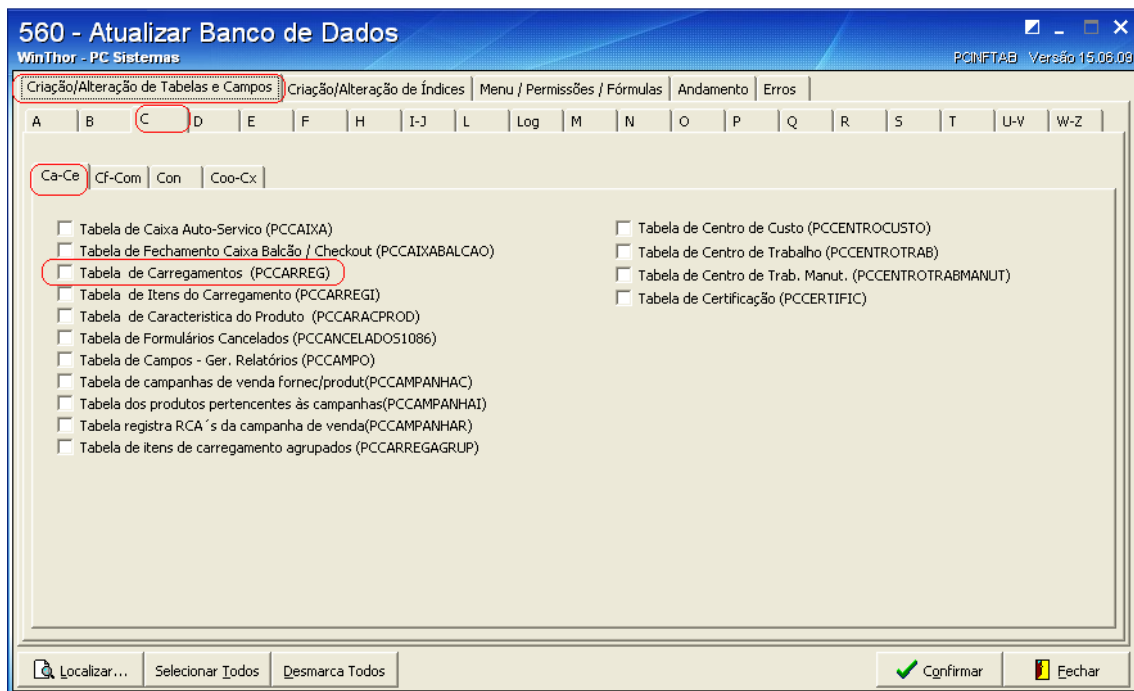 560 - Atualizar Banco de Dados
WinThor - PC Sistemas
PCINFTAB Versão 15.06.09
Criação/Alteração de Tabelas e Campos Criação/Alteração de Índices Menu / Permissões / Fórmulas Andamento Erros
A B C D E F H I-J L Log M N O P Q R S T U-V W-Z
Ca-Ce Cf-Com Con Coo-Cx
Tabela de Caixa Auto-Servico (PCCAIXA)
Tabela de Fechamento Caixa Balcão / Checkout (PCCAIXABALCAO)
Tabela de Carregamentos (PCCARREG)
Tabela de Itens do Carregamento (PCCARREGI)
Tabela de Caracteristica do Produto (PCCARACPROD)
Tabela de Formulários Cancelados (PCCANCELADOS1086)
Tabela de Campos - Ger. Relatórios (PCCAMPO)
Tabela de campanhas de venda fornec/produt(PCCAMPANHAC)
Tabela dos produtos pertencentes às campanhas(PCCAMPANHAI)
Tabela registra RCA´s da campanha de venda(PCCAMPANHAR)
Tabela de itens de carregamento agrupados (PCCARREGAGRUP)
Tabela de Centro de Custo (PCCENTROCUSTO)
Tabela de Centro de Trabalho (PCCENTROTRAB)
Tabela de Centro de Trab. Manut. (PCCENTROTRABMANUT)
Tabela de Certificação (PCCERTIFIC)
Localizar... Selecionar Todos Desmarca Todos Confirmar Fechar